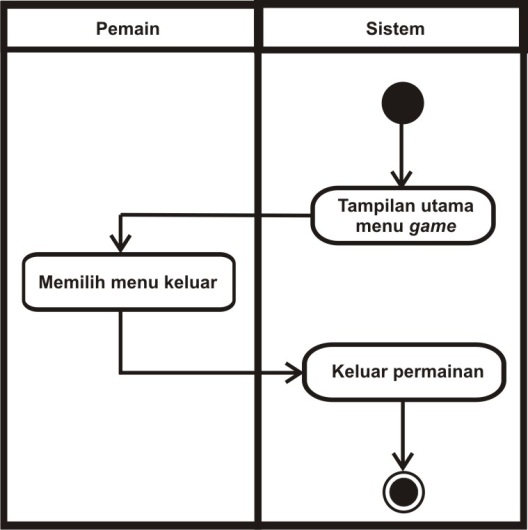 Pemain
Sistem
Tampilan utama
menu game
Memilih menu keluar
Keluar permainan